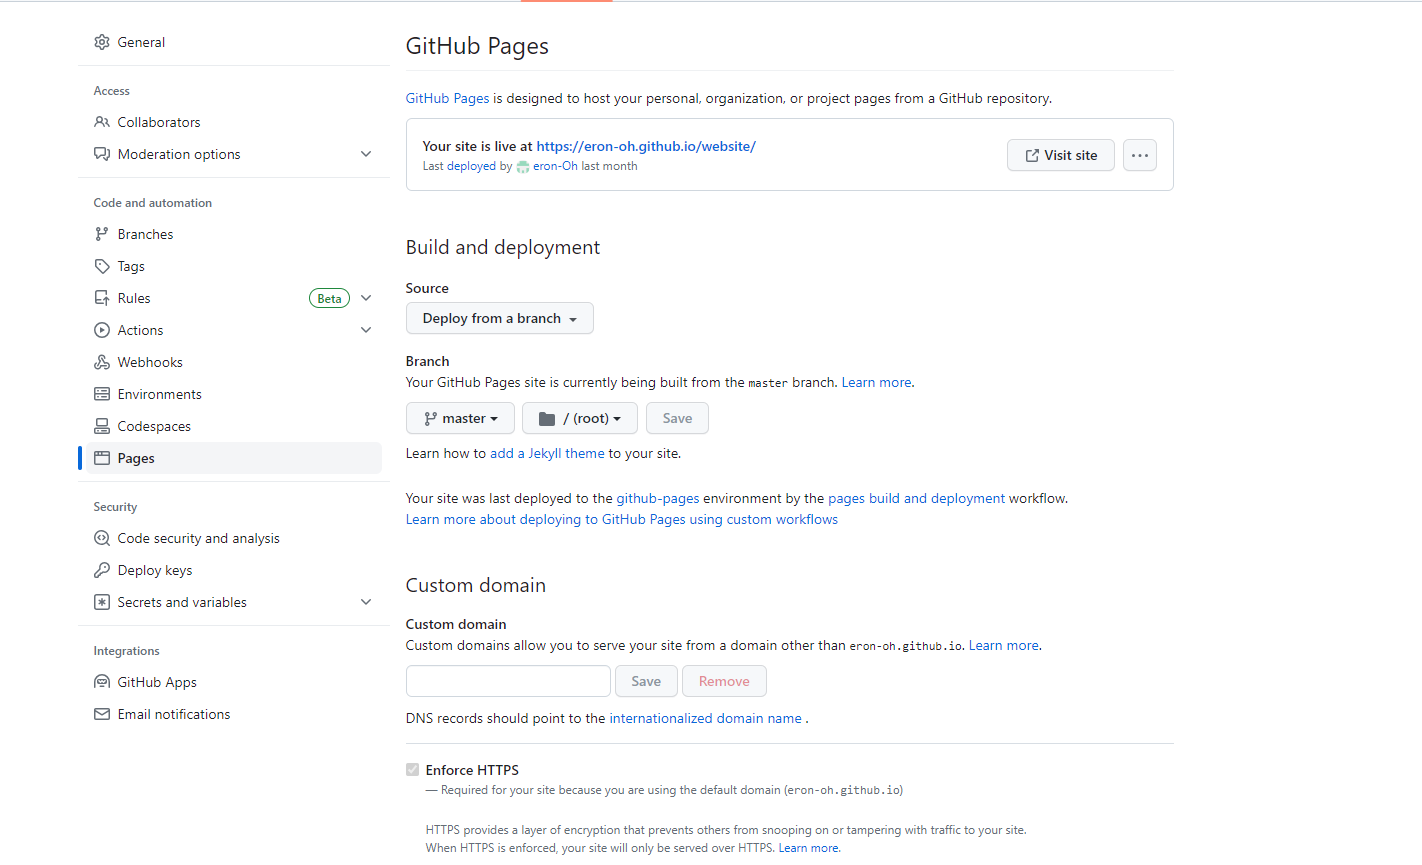 General
Access
Collaborators
Moderation options
Code and automation
Branches
Tags
Rules Beta
Actions
Webhooks
Environments
Codespaces
Pages
Security
Code security and analysis
Deploy keys
Secrets and variables
Integrations
GitHub Apps
Email notifications
GitHub Pages
GitHub Pages is designed to host your personal, organization, or project pages from a GitHub repository.
Your site is live at https://eron-oh.github.io/website/
Last deployed by eron-Oh last month
Visit site
Build and deployment
Source
Deploy from a branch
Branch
Your GitHub Pages site is currently being built from the master branch. Learn more.
master / (root) Save
Learn how to add a Jekyll theme to your site.
Your site was last deployed to the github-pages environment by the pages build and deployment workflow.
Learn more about deploying to GitHub Pages using custom workflows
Custom domain
Custom domain
Custom domains allow you to serve your site from a domain other than eron-oh.github.io. Learn more.
Save Remove
DNS records should point to the internationalized domain name .
Enforce HTTPS
— Required for your site because you are using the default domain (eron-oh.github.io)
HTTPS provides a layer of encryption that prevents others from snooping on or tampering with traffic to your site.
When HTTPS is enforced, your site will only be served over HTTPS. Learn more.